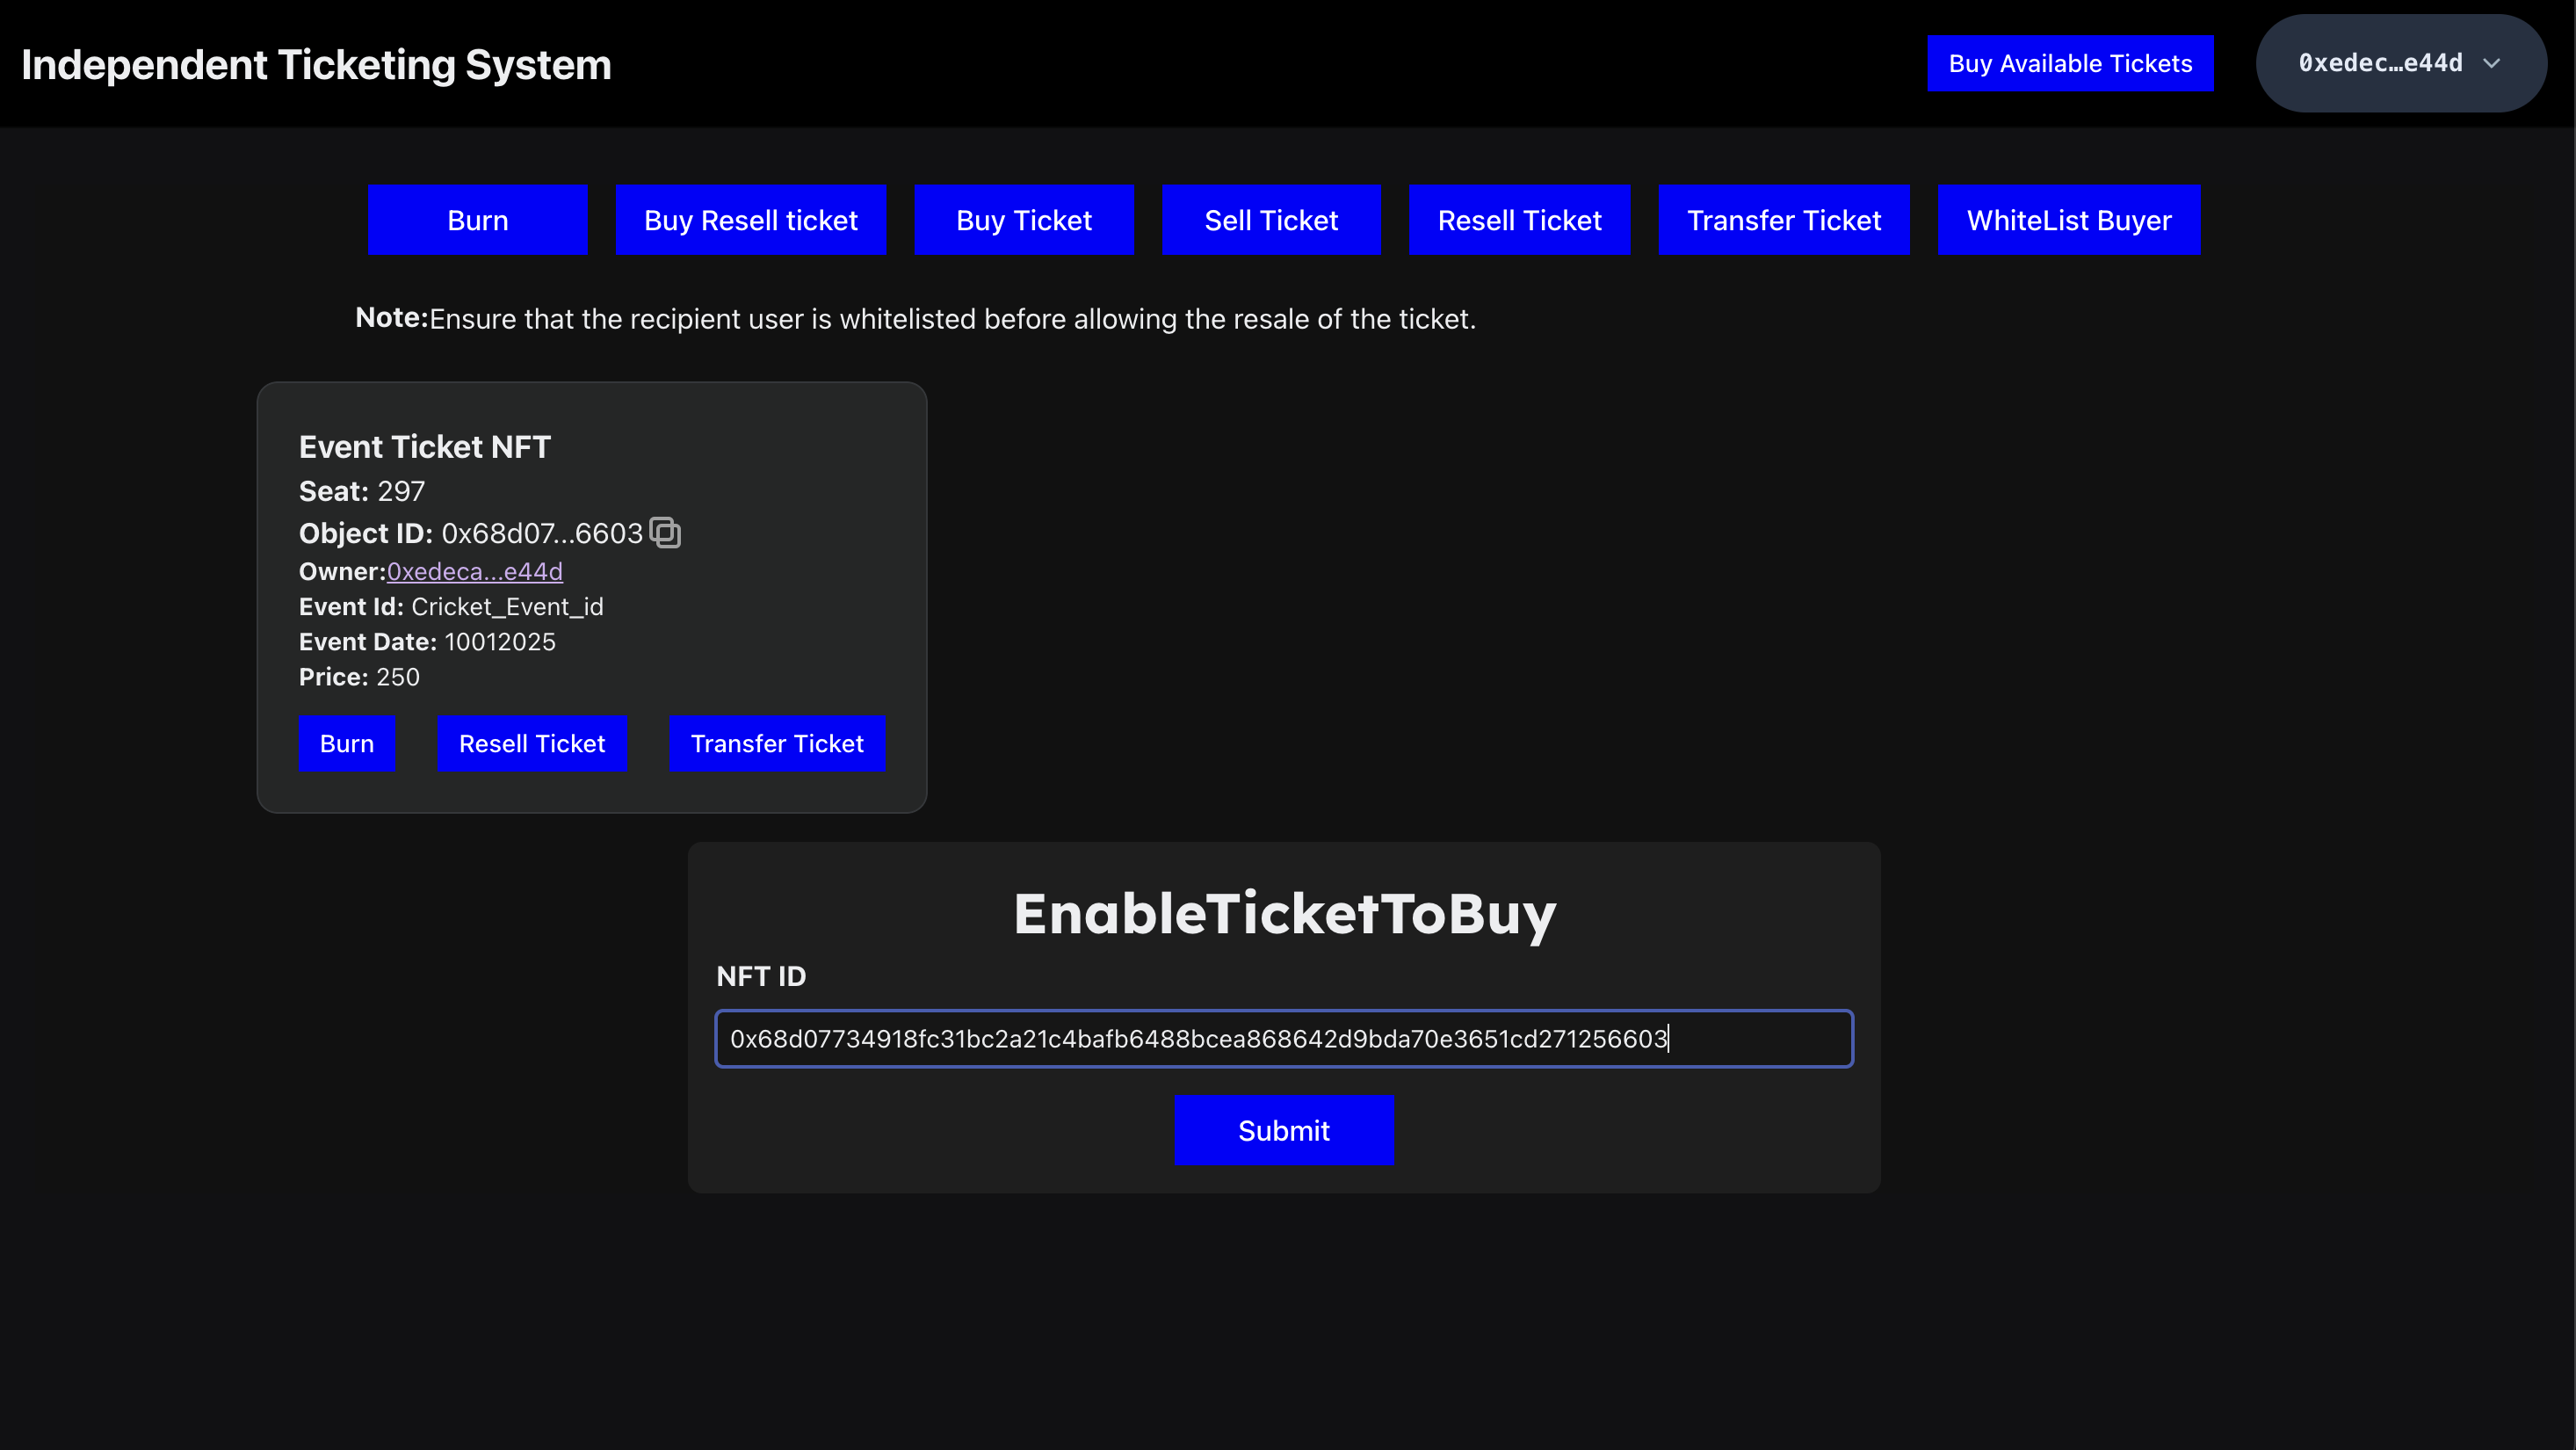 Independent Ticketing System
Buy Available Tickets
0xedec…e44d
Burn
Buy Resell ticket
Buy Ticket
Sell Ticket
Resell Ticket
Transfer Ticket
WhiteList Buyer
Note:Ensure that the recipient user is whitelisted before allowing the resale of the ticket.
Event Ticket NFT
Seat: 297
Object ID: 0x68d07...6603
Owner:0xedeca...e44d
Event Id: Cricket_Event_id
Event Date: 10012025
Price: 250
Burn
Resell Ticket
Transfer Ticket
EnableTicketToBuy
NFT ID
0x68d07734918fc31bc2a21c4bafb6488bcea868642d9bda70e3651cd271256603
Submit